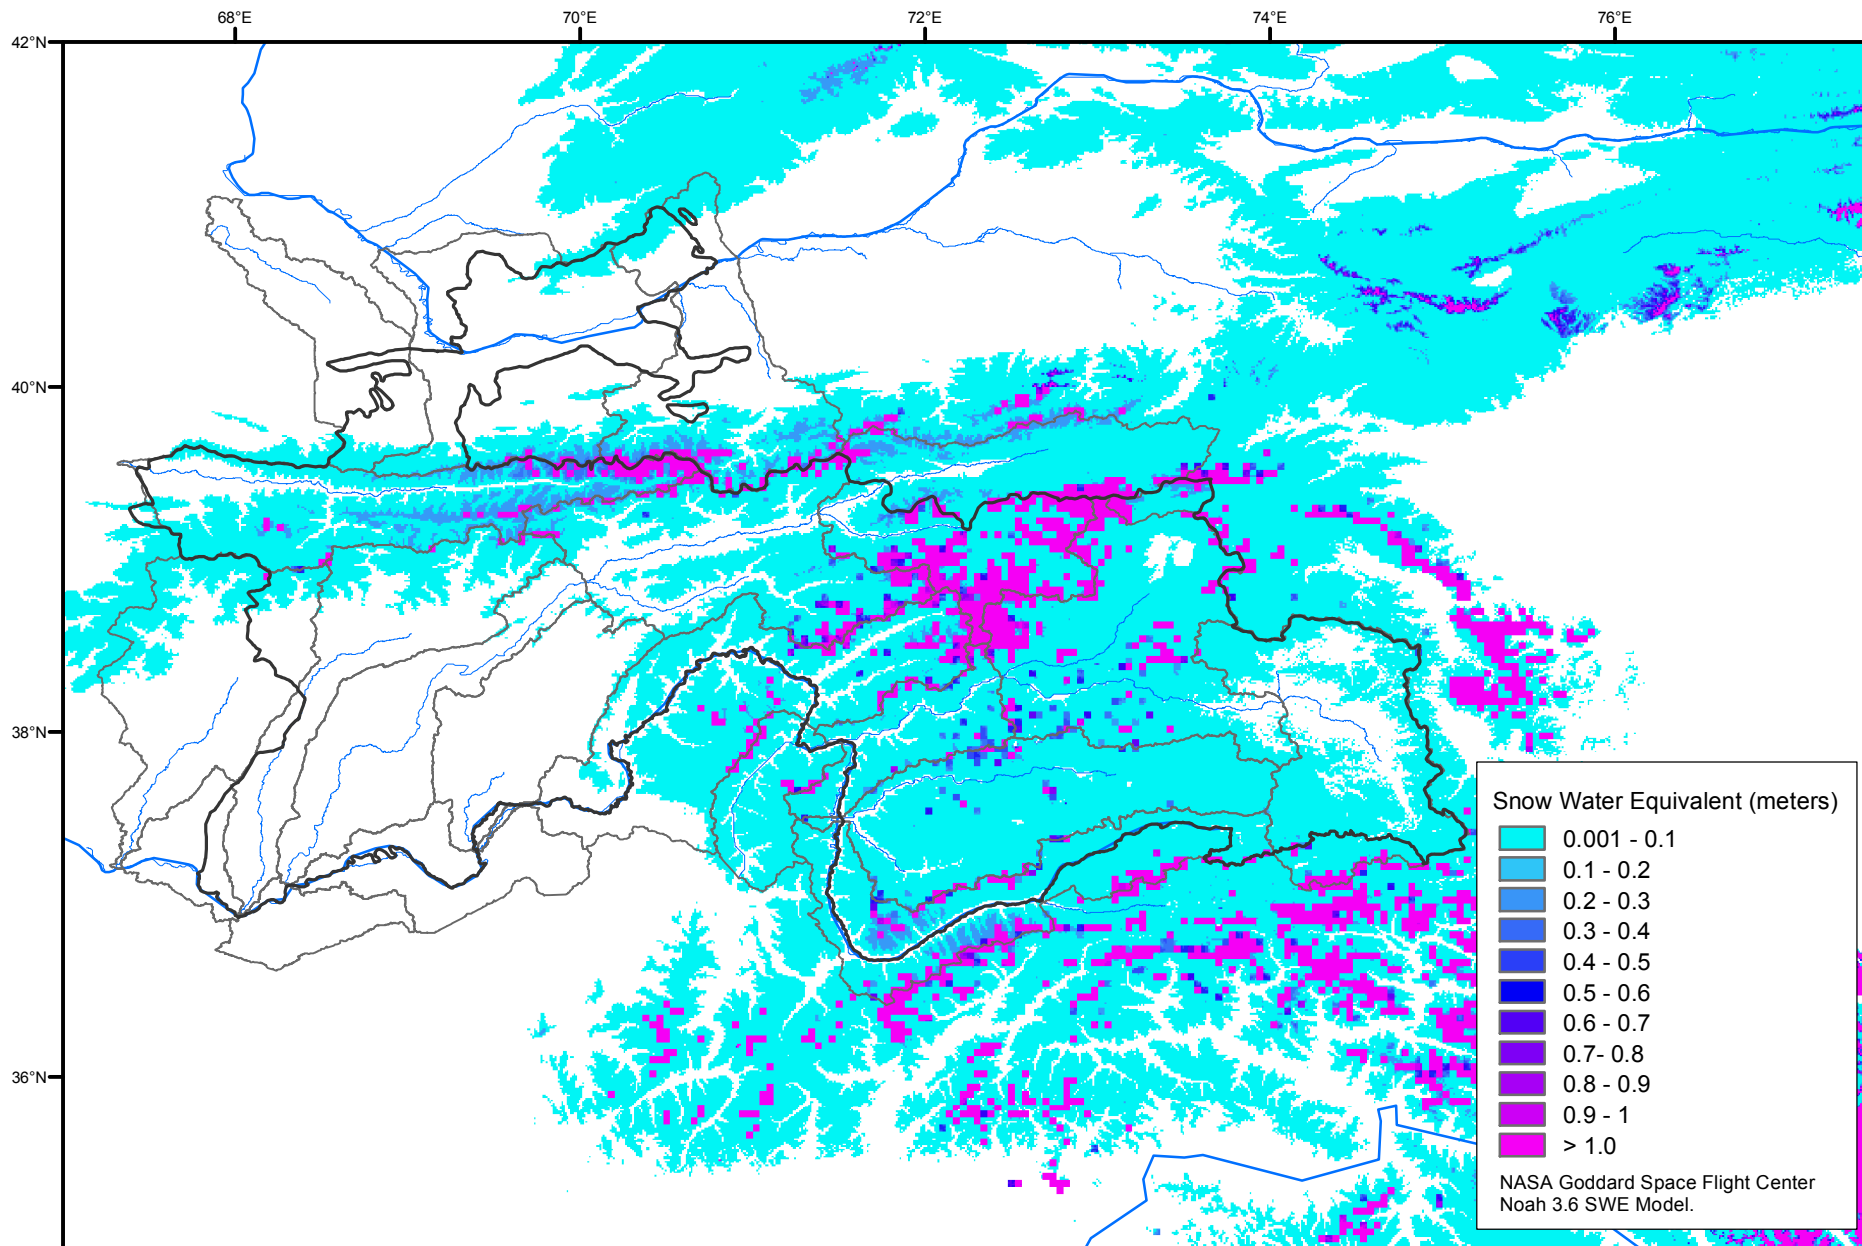 68°E 70°E 72°E 74°E 76°E
42°N
40°N
38°N
36°N
Snow Water Equivalent (meters)
0.001 - 0.1
0.1 - 0.2
0.2 - 0.3
0.3 - 0.4
0.4 - 0.5
0.5 - 0.6
0.6 - 0.7
0.7- 0.8
0.8 - 0.9
0.9 - 1
> 1.0
NASA Goddard Space Flight Center
Noah 3.6 SWE Model.